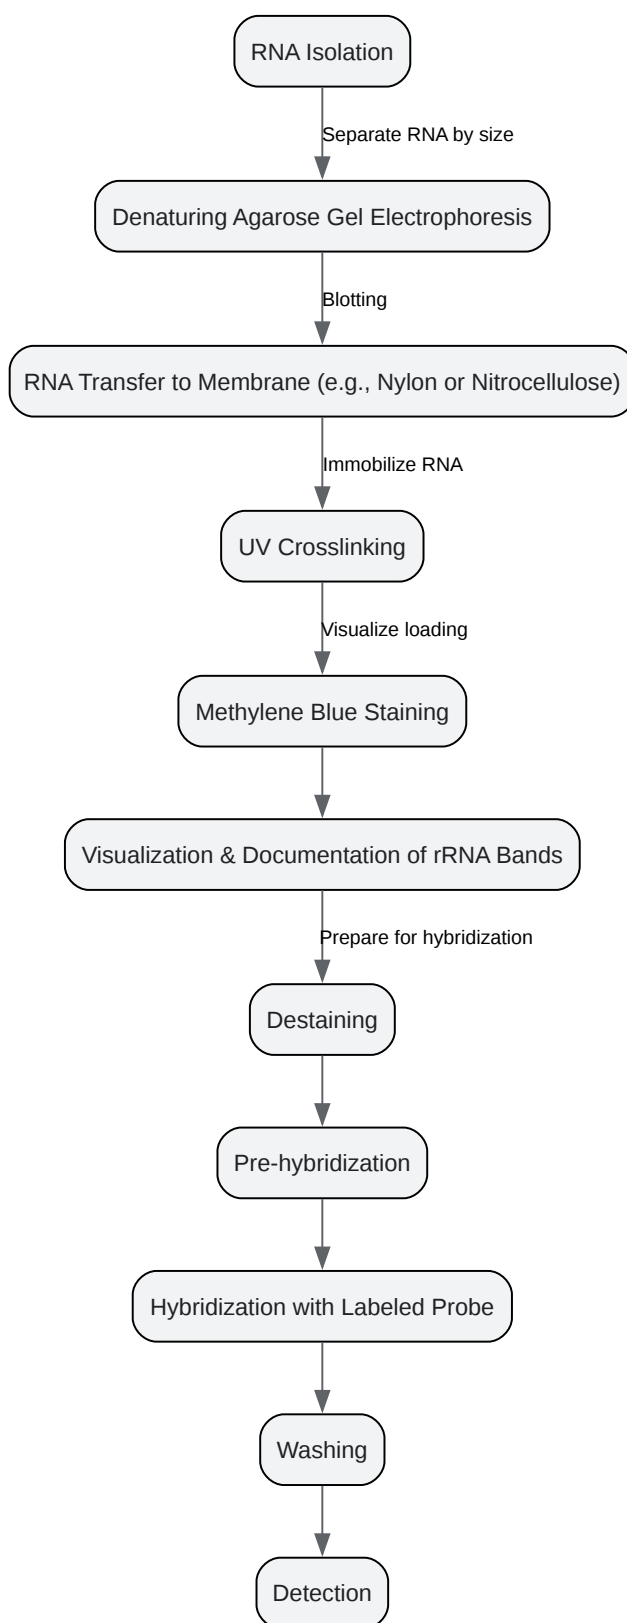 RNA Isolation
Separate RNA by size
Denaturing Agarose Gel Electrophoresis
Blotting
RNA Transfer to Membrane (e.g., Nylon or Nitrocellulose)
Immobilize RNA
UV Crosslinking
Visualize loading
Methylene Blue Staining
Visualization & Documentation of rRNA Bands
Prepare for hybridization
Destaining
Pre-hybridization
Hybridization with Labeled Probe
Washing
Detection